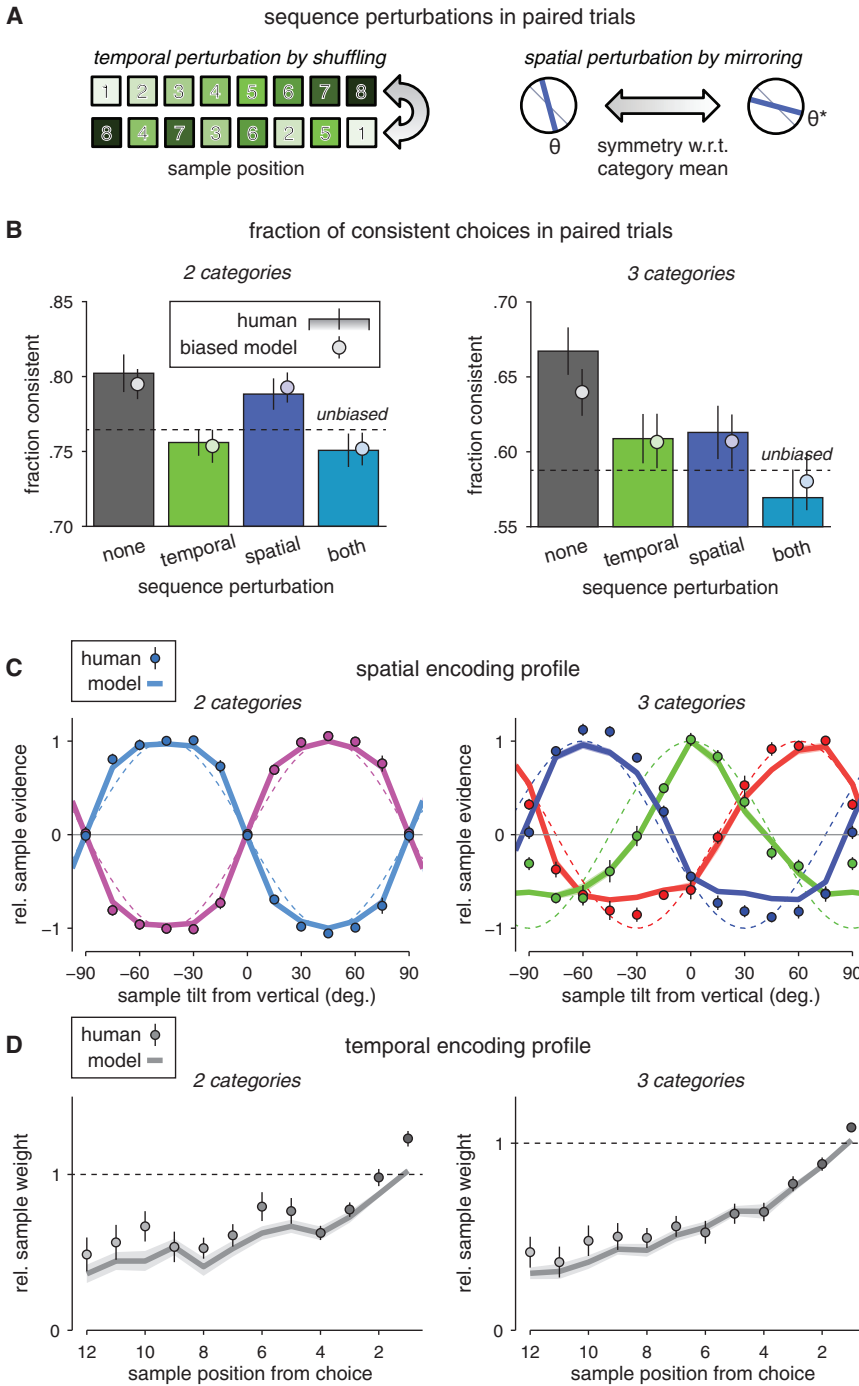 A sequence perturbations in paired trials
temporal perturbation by shuffling
1 2 3 4 5 6 7 8
8 4 7 3 6 2 5 1
sample position
spatial perturbation by mirroring
θ
θ*
symmetry w.r.t.
category mean
B fraction of consistent choices in paired trials
2 categories
.85
.80
.75
.70
fraction consistent
human
biased model
unbiased
none temporal spatial both
sequence perturbation
3 categories
.70
.65
.60
.55
fraction consistent
unbiased
none temporal spatial both
sequence perturbation
C spatial encoding profile
human
model
2 categories
1
0
−1
rel. sample evidence
−90 −60 −30 0 30 60 90
sample tilt from vertical (deg.)
3 categories
1
0
−1
rel. sample evidence
−90 −60 −30 0 30 60 90
sample tilt from vertical (deg.)
D temporal encoding profile
human
model
2 categories
1
0
rel. sample weight
12 10 8 6 4 2
sample position from choice
3 categories
1
0
rel. sample weight
12 10 8 6 4 2
sample position from choice